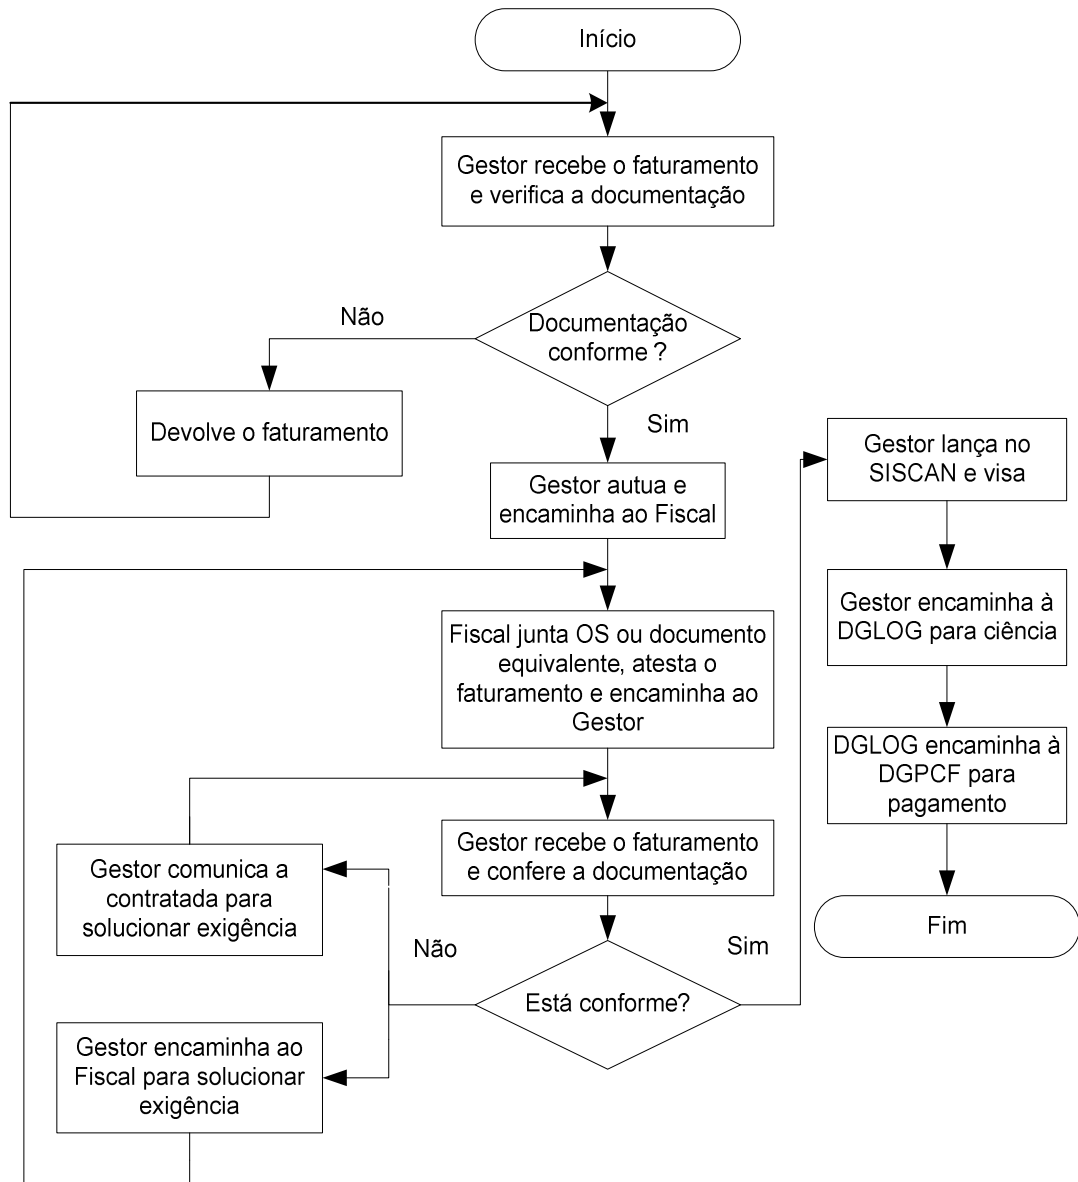 Início
Gestor recebe o faturamento
e verifica a documentação
Não
Documentação
conforme ?
Devolve o faturamento
Sim
Gestor autua e
encaminha ao Fiscal
Fiscal junta OS ou documento
equivalente, atesta o
faturamento e encaminha ao
Gestor
Gestor recebe o faturamento
e confere a documentação
Gestor comunica a
contratada para
solucionar exigência
Não
Sim
Está conforme?
Gestor encaminha ao
Fiscal para solucionar
exigência
Gestor lança no
SISCAN e visa
Gestor encaminha à
DGLOG para ciência
DGLOG encaminha à
DGPCF para
pagamento
Fim